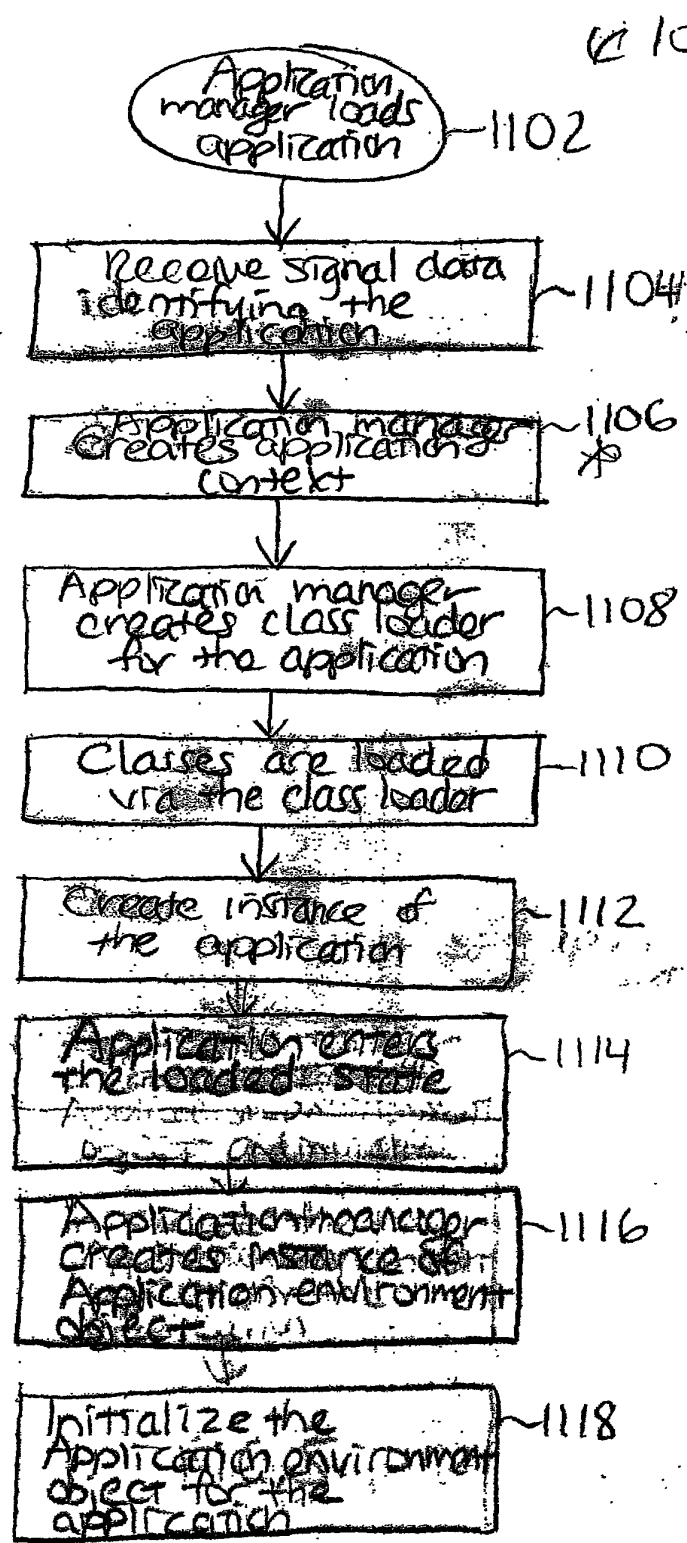 10
Application
manager loads
application
1102
Receive signal data
identifying the
application
1104
Application manager
creates application
context
1106
Application manager
creates class loader
for the application
1108
Classes are loaded
via the class loader
1110
Create instance of
the application
1112
Application enters
the loaded state
1114
Application manager
creates instance of
Application environment
object
1116
Initialize the
Application environment
object for the
application
1118